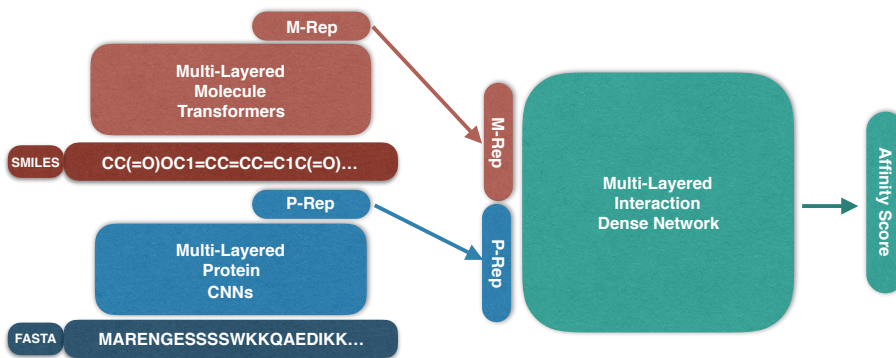 M-Rep
Multi-Layered
Molecule
Transformers
SMILES
CC(=O)OC1=CC=CC=C1C(=O)...
P-Rep
Multi-Layered
Protein
CNNs
FASTA
MARENGESSSSWKKQAEDIKK...
M-Rep
P-Rep
Multi-Layered
Interaction
Dense Network
Affinity Score